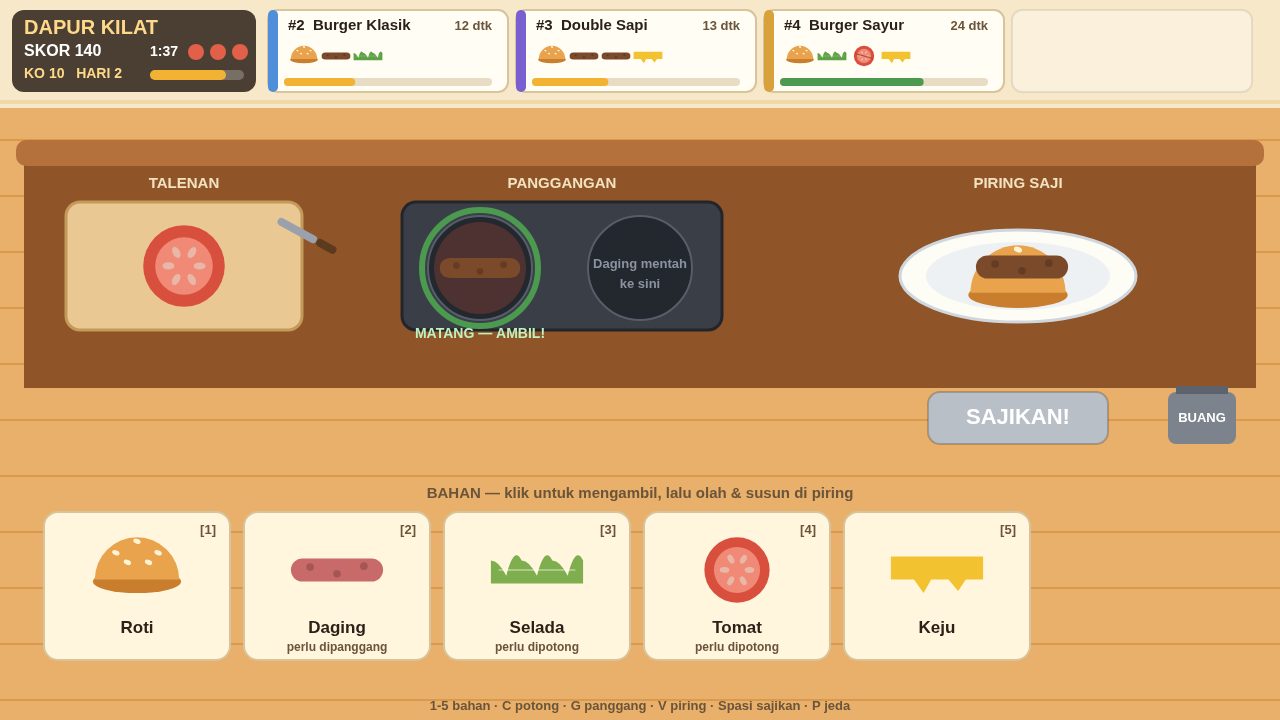 DAPUR KILAT
SKOR 140
1:37
KO 10 HARI 2
#2 Burger Klasik
12 dtk
#3 Double Sapi
13 dtk
#4 Burger Sayur
24 dtk
TALENAN
PANGGANGAN
PIRING SAJI
Daging mentah
ke sini
MATANG — AMBIL!
SAJIKAN!
BUANG
BAHAN — klik untuk mengambil, lalu olah & susun di piring
[1]
Roti
[2]
Daging
perlu dipanggang
[3]
Selada
perlu dipotong
[4]
Tomat
perlu dipotong
[5]
Keju
1-5 bahan · C potong · G panggang · V piring · Spasi sajikan · P jeda